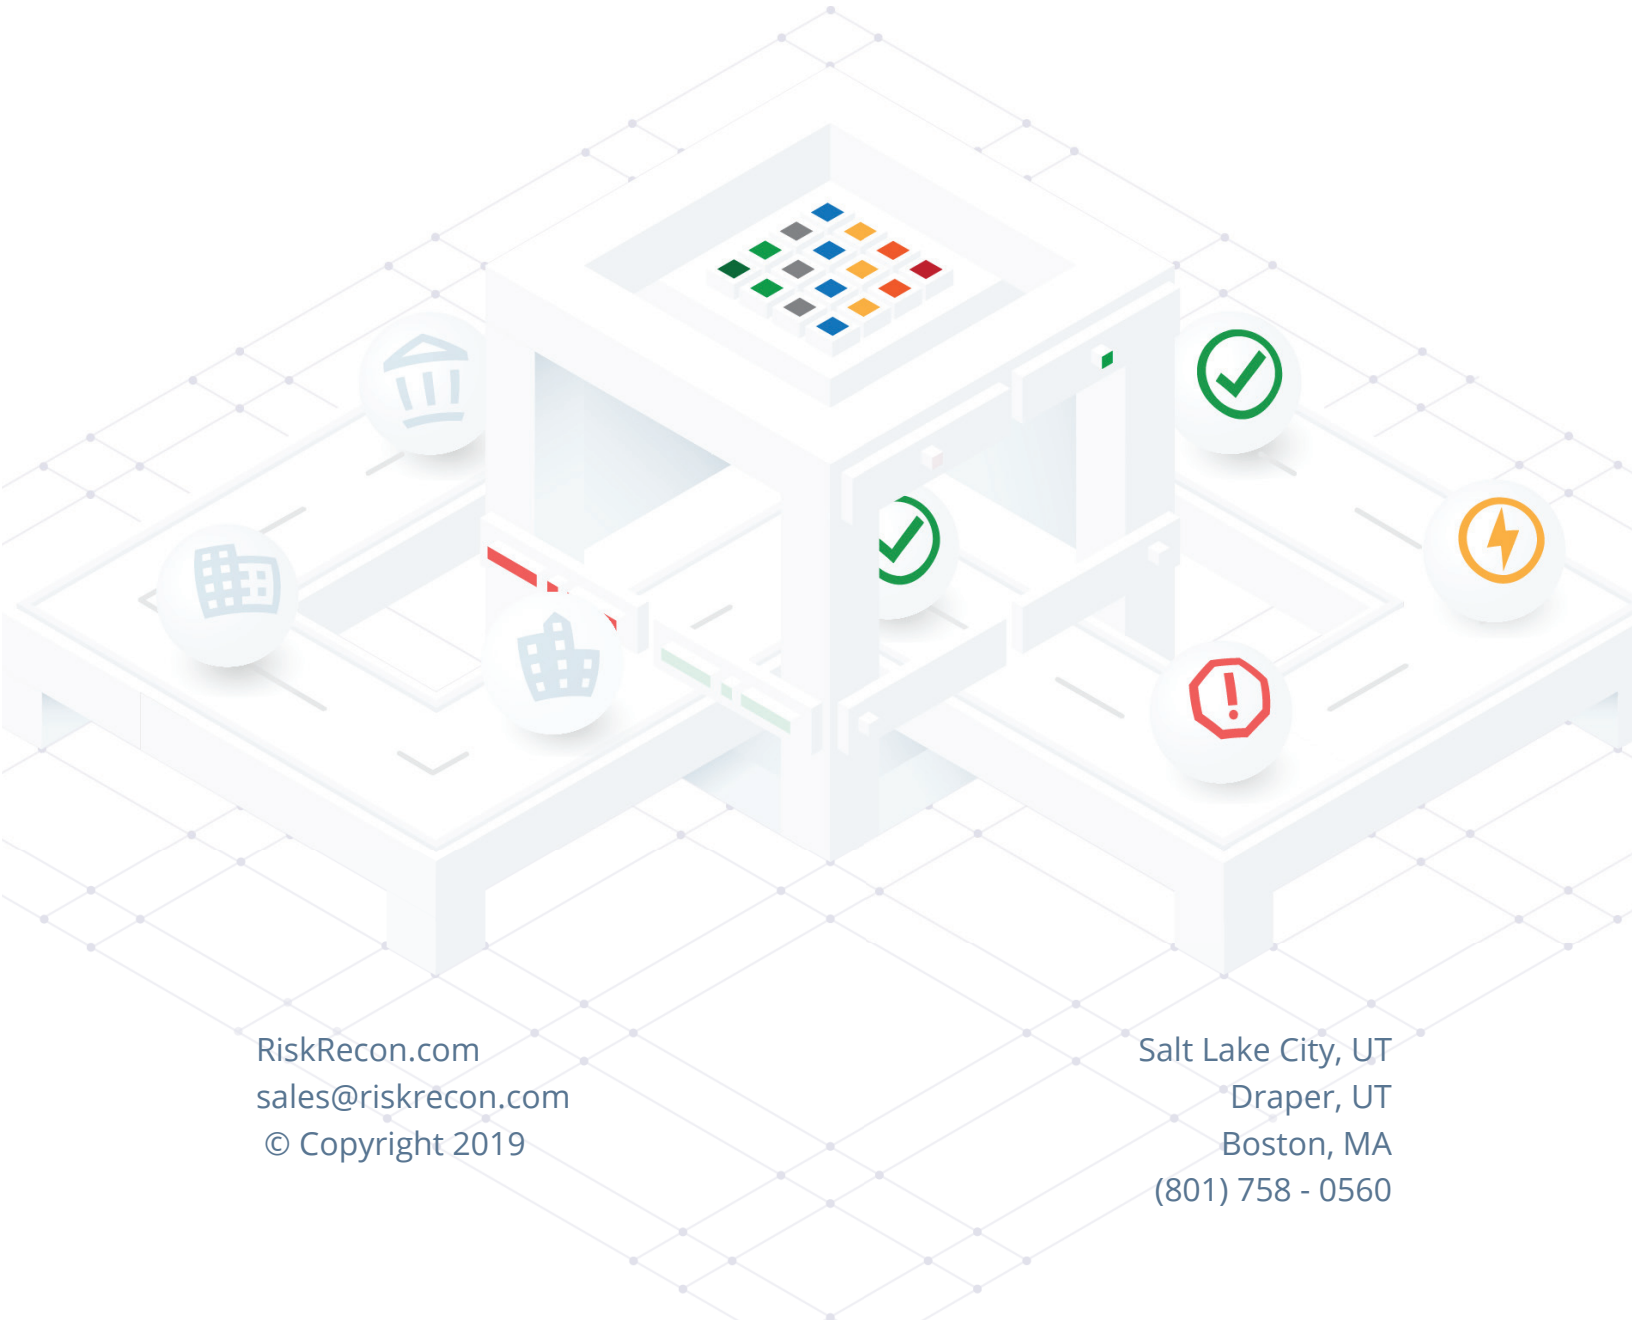 RiskRecon.com
sales@riskrecon.com
© Copyright 2019
Salt Lake City, UT
Draper, UT
Boston, MA
(801) 758 - 0560